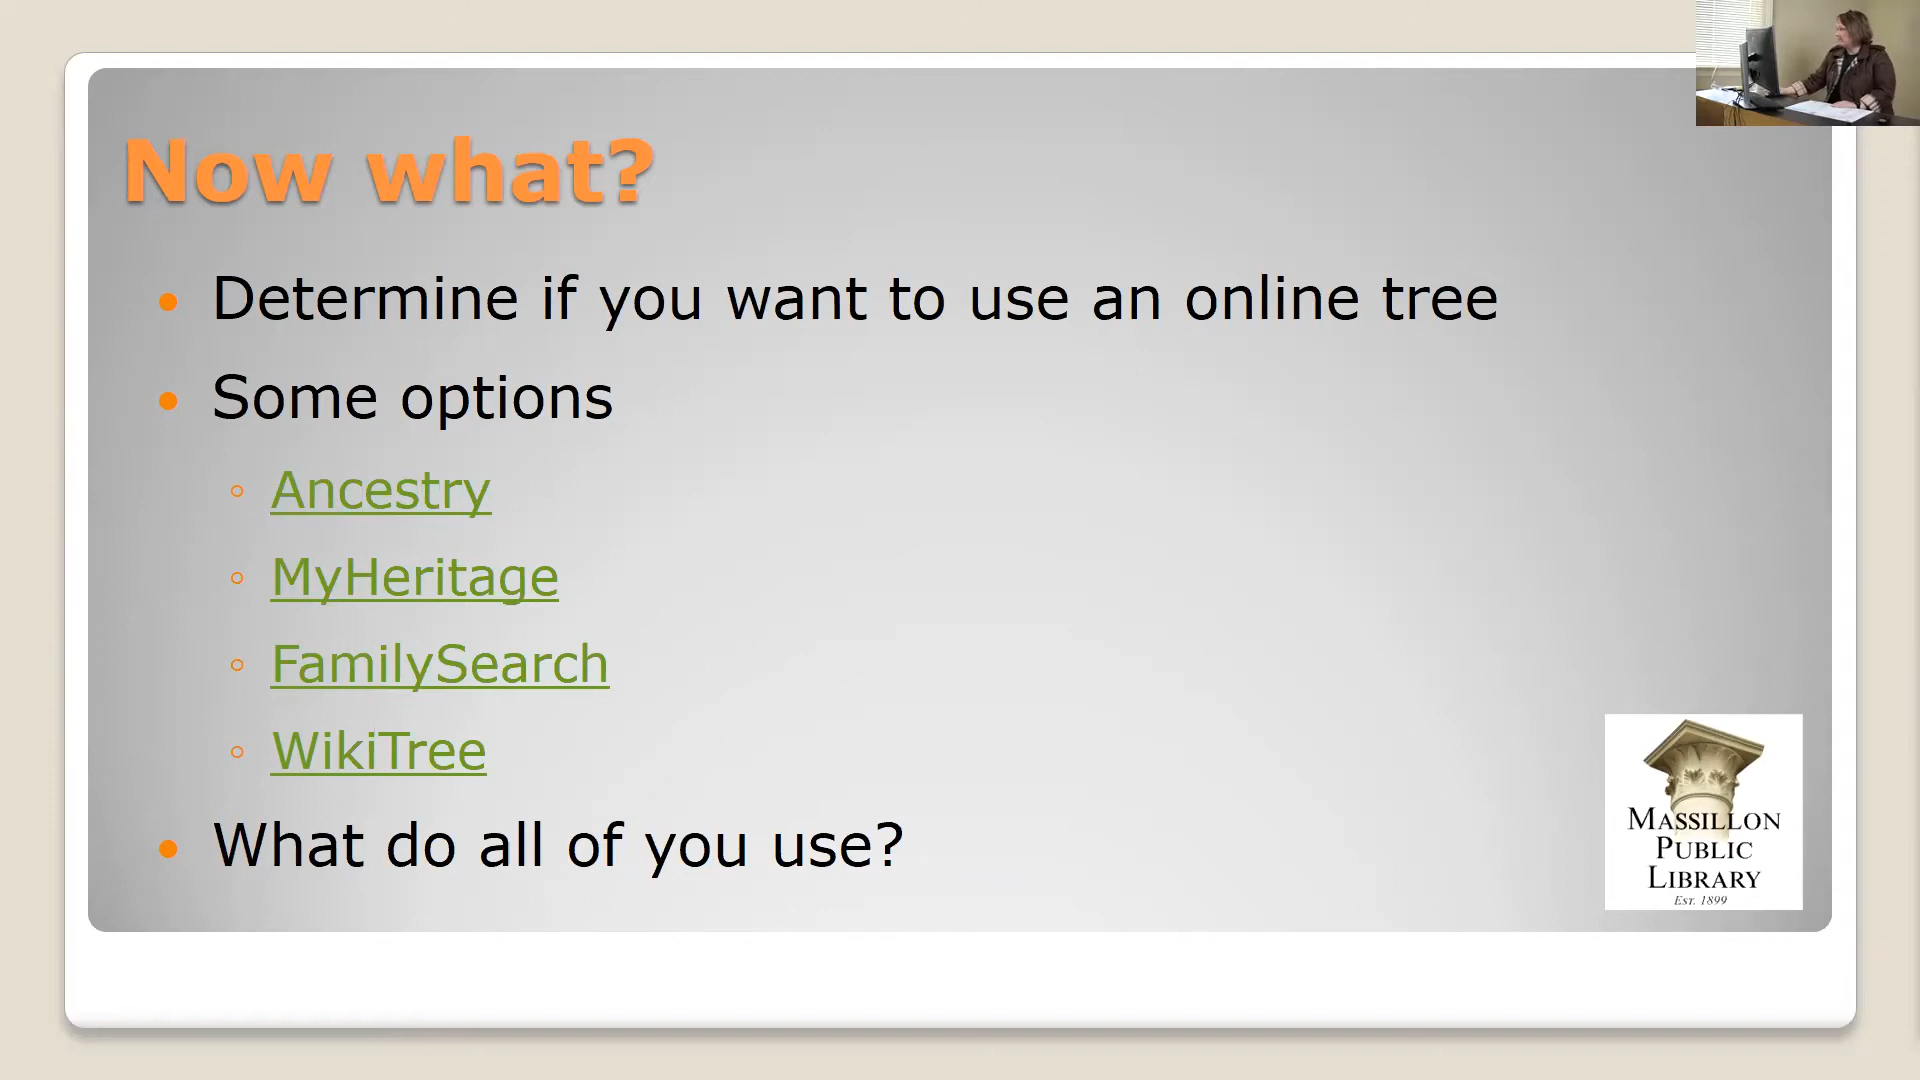 Now what?
Determine if you want to use an online tree
Some options
Ancestry
MyHeritage
FamilySearch
WikiTree
What do all of you use?
MASSILLON
PUBLIC
LIBRARY
EST. 1899